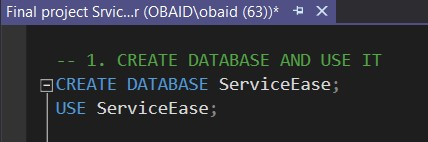 Final project Srvic...r (OBAID\obaid (63))*
-- 1. CREATE DATABASE AND USE IT
CREATE DATABASE ServiceEase;
USE ServiceEase;